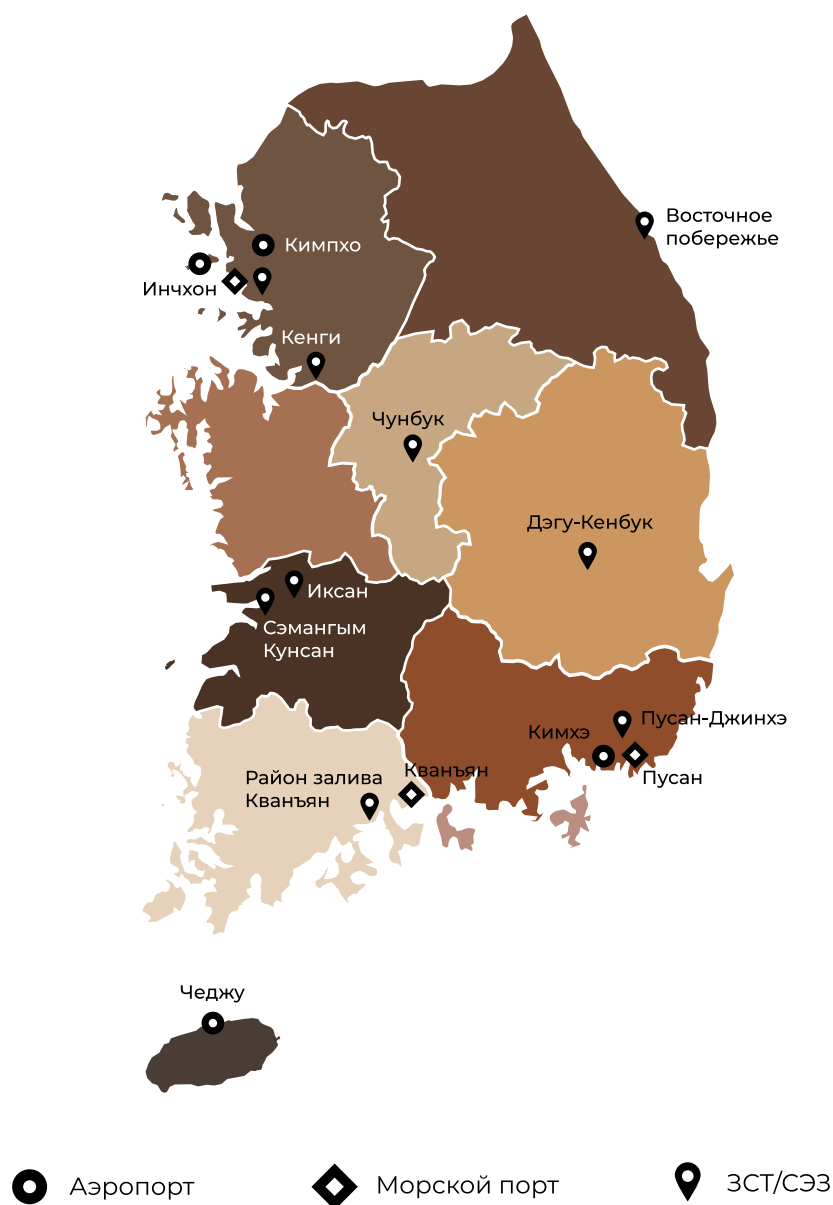 Восточное
побережье
Кимпхо
Инчхон
Кенги
Чунбук
Дэгу-Кенбук
Иксан
Сэмангым
Кунсан
Пусан-Джинхэ
Кимхэ
Кванъян
Район залива
Кванъян
Пусан
Чеджу
Аэропорт
Морской порт
ЗСТ/СЭЗ